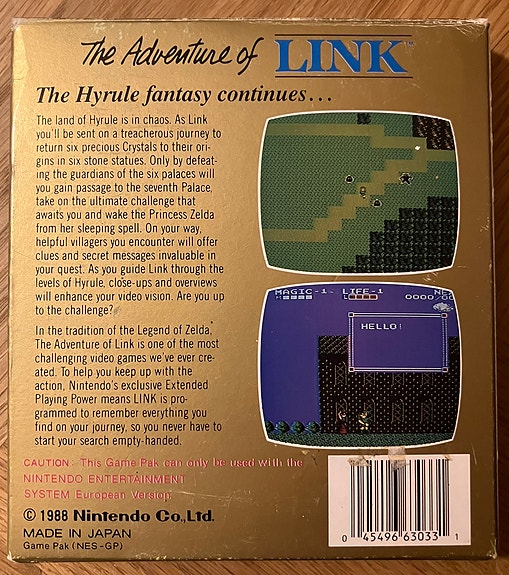 The Adventure of LINK™
The Hyrule fantasy continues...
The land of Hyrule is in chaos. As Link
you'll be sent on a treacherous journey to
return six precious Crystals to their ori-
gins in six stone statues. Only by defeat-
ing the guardians of the six palaces will
you gain passage to the seventh Palace,
take on the ultimate challenge that
awaits you and wake the Princess Zelda
from her sleeping spell. On your way,
helpful villagers you encounter will offer
clues and secret messages invaluable in
your quest. As you guide Link through the
levels of Hyrule, close-ups and overviews
will enhance your video vision. Are you up
to the challenge?
In the tradition of the Legend of Zelda,
The Adventure of Link is one of the most
challenging video games we've ever cre-
ated. To help you keep up with the
action, Nintendo's exclusive Extended
Playing Power means LINK is pro-
grammed to remember everything you
find on your journey, so you never have to
start your search empty-handed.
MAGIC-1 LIFE-1 NE
0000/00
HELLO!
CAUTION: This Game Pak can only be used with the
NINTENDO ENTERTAINMENT
SYSTEM European Version.
© 1988 Nintendo Co., Ltd.
MADE IN JAPAN
Game Pak (NES-GP)
0 45496 63033 1